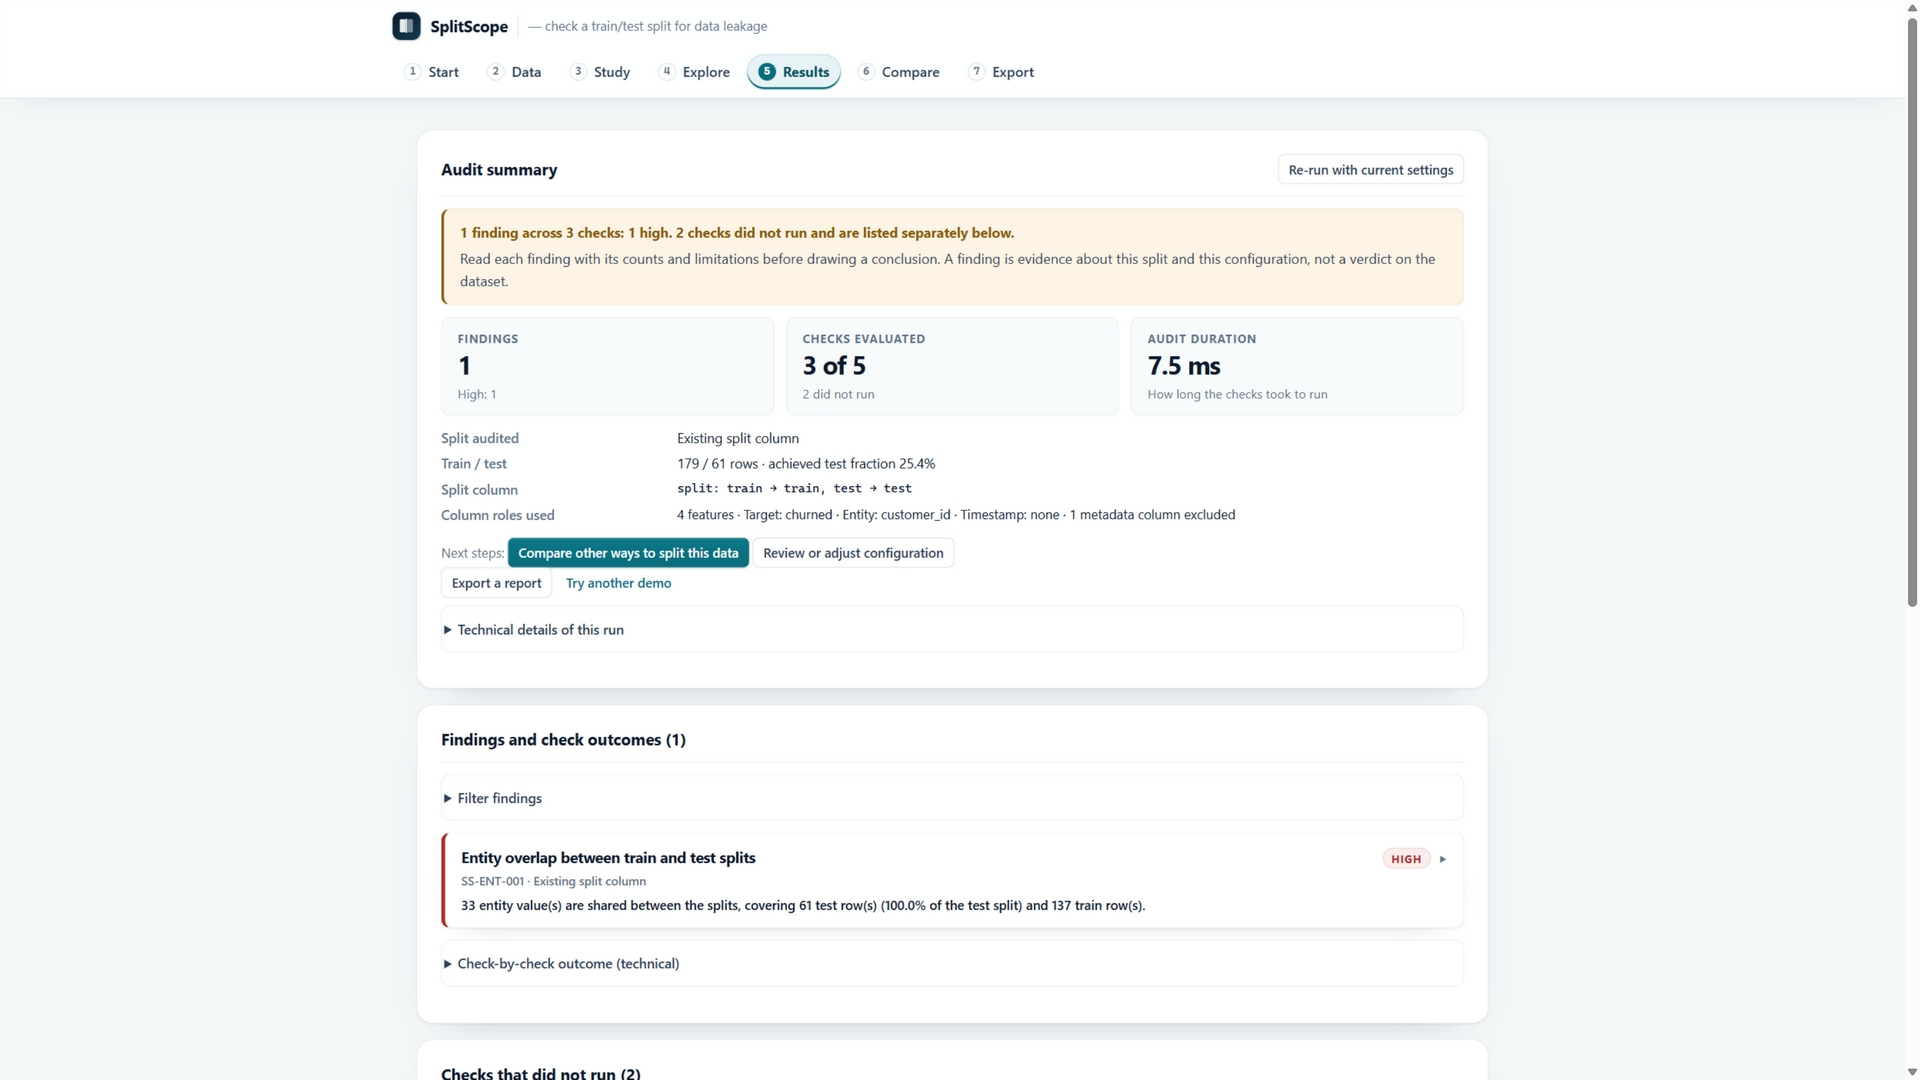 SplitScope — check a train/test split for data leakage
1 Start 2 Data 3 Study 4 Explore 5 Results 6 Compare 7 Export
Audit summary
Re-run with current settings
1 finding across 3 checks: 1 high. 2 checks did not run and are listed separately below.
Read each finding with its counts and limitations before drawing a conclusion. A finding is evidence about this split and this configuration, not a verdict on the
dataset.
FINDINGS
1
High: 1
CHECKS EVALUATED
3 of 5
2 did not run
AUDIT DURATION
7.5 ms
How long the checks took to run
Split audited Existing split column
Train / test 179 / 61 rows · achieved test fraction 25.4%
Split column split: train → train, test → test
Column roles used 4 features · Target: churned · Entity: customer_id · Timestamp: none · 1 metadata column excluded
Next steps: Compare other ways to split this data Review or adjust configuration
Export a report Try another demo
▶ Technical details of this run
Findings and check outcomes (1)
▶ Filter findings
Entity overlap between train and test splits
HIGH ▶
SS-ENT-001 · Existing split column
33 entity value(s) are shared between the splits, covering 61 test row(s) (100.0% of the test split) and 137 train row(s).
▶ Check-by-check outcome (technical)
Checks that did not run (2)